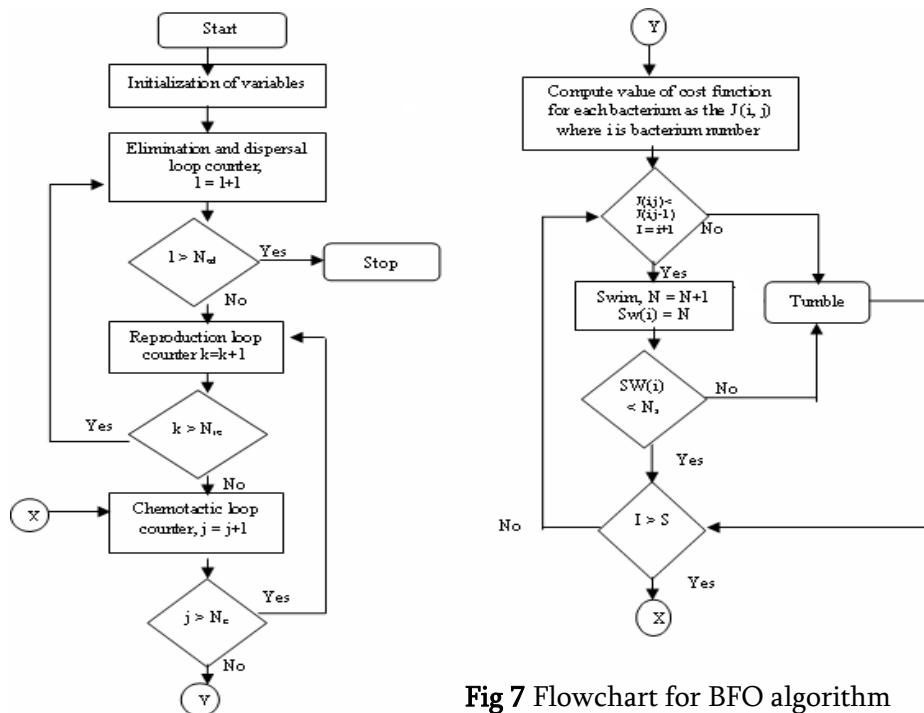 Start
Initialization of variables
Elimination and dispersal
loop counter,
l = l+1
l > Ned
Yes
Stop
No
Reproduction loop
counter k=k+1
Yes
k > Nre
No
X
Chemotactic loop
counter, j = j+1
Yes
j > Nc
No
Y
Y
Compute value of cost function
for each bacterium as the J(i, j)
where i is bacterium number
J(ij)<
J(ij-1)
I = i+1
No
Yes
Swim, N = N+1
Sw(i) = N
Tumble
SW(i)
< Ns
No
Yes
I > S
No
Yes
X
Fig 7 Flowchart for BFO algorithm